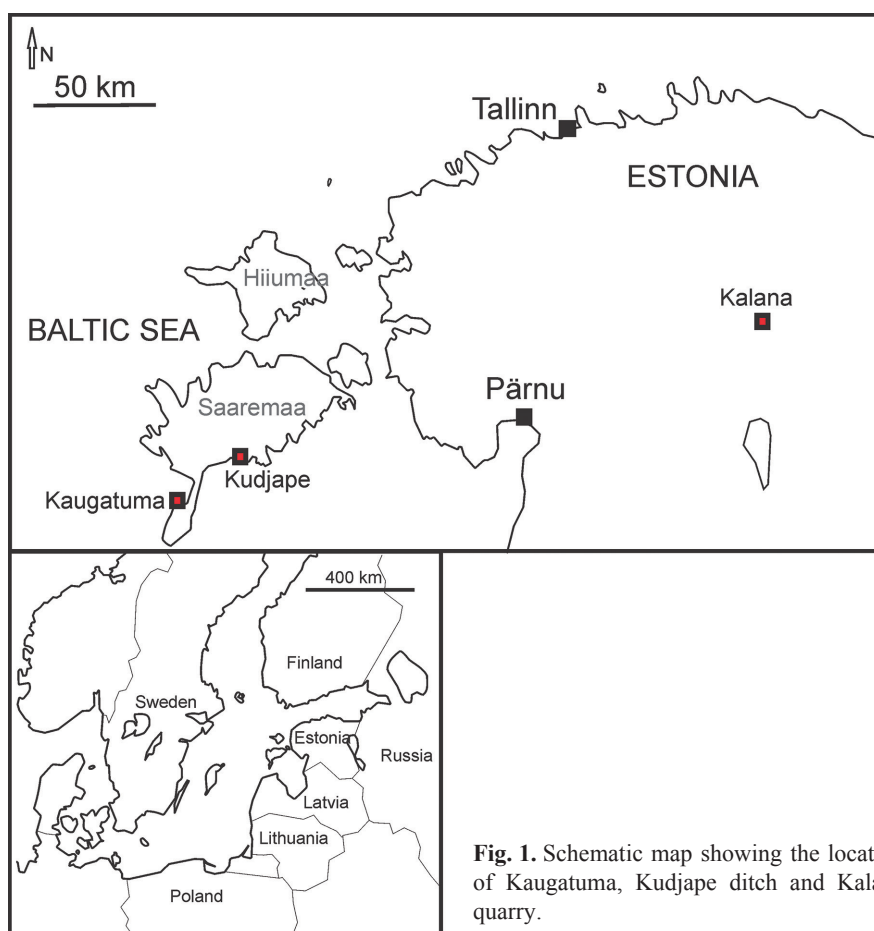 N
50 km
Tallinn
ESTONIA
Hiiumaa
Kalana
BALTIC SEA
Pärnu
Saaremaa
Kudjape
Kaugatuma
400 km
Finland
Sweden
Estonia
Russia
Latvia
Lithuania
Poland
Fig. 1. Schematic map showing the locat
of Kaugatuma, Kudjape ditch and Kala
quarry.